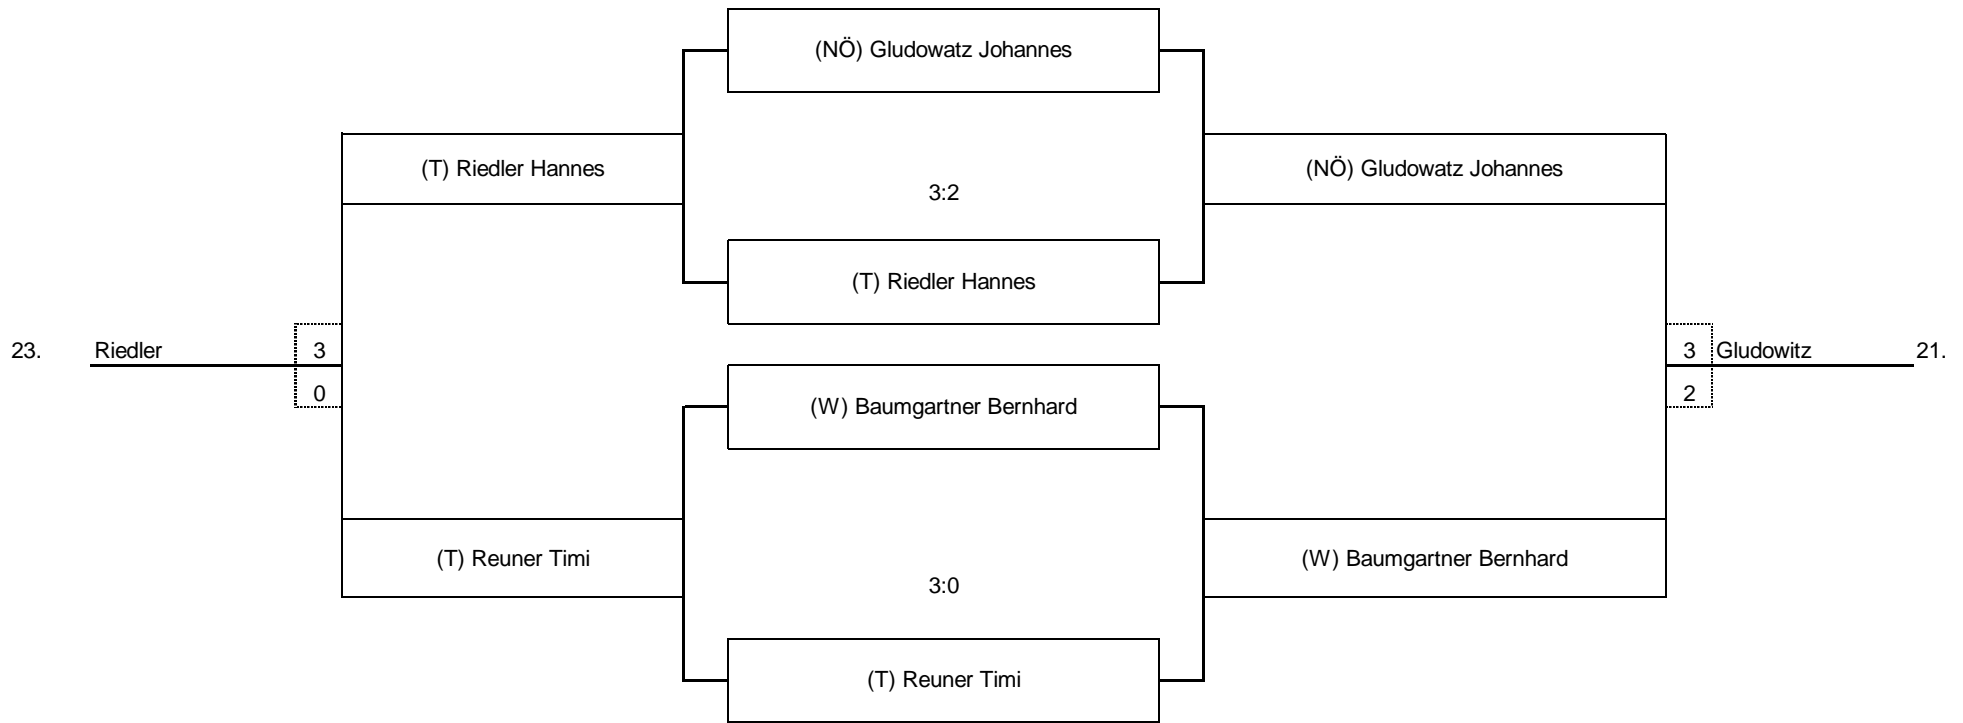 (NÖ) Gludowatz Johannes
(T) Riedler Hannes
(NÖ) Gludowatz Johannes
3:2
(T) Riedler Hannes
23. Riedler 3
3 Gludowitz 21.
0
2
(W) Baumgartner Bernhard
(T) Reuner Timi
(W) Baumgartner Bernhard
3:0
(T) Reuner Timi